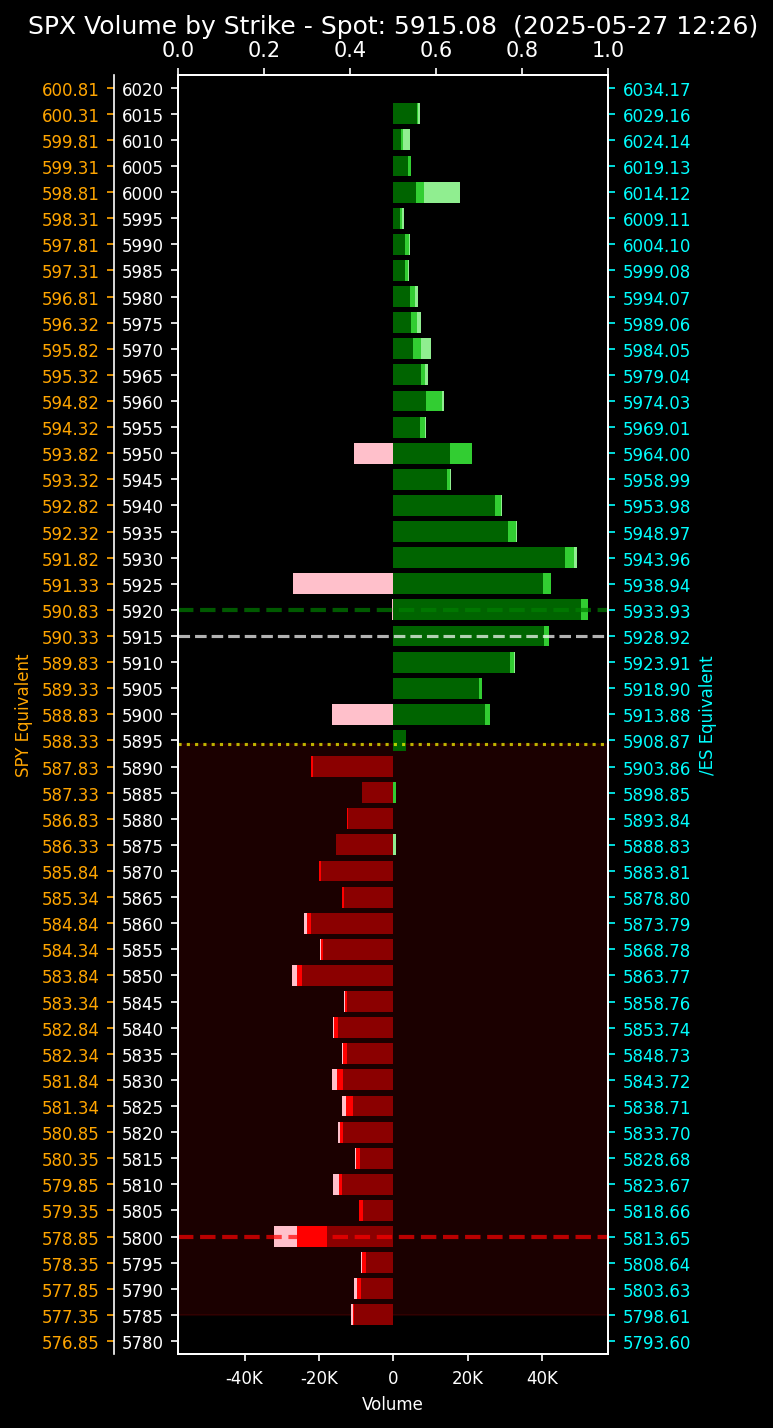 SPX Volume by Strike - Spot: 5915.08  (2025-05-27 12:26)
0.0 0.2 0.4 0.6 0.8 1.0
600.81 6020 6034.17
600.31 6015 6029.16
599.81 6010 6024.14
599.31 6005 6019.13
598.81 6000 6014.12
598.31 5995 6009.11
597.81 5990 6004.10
597.31 5985 5999.08
596.81 5980 5994.07
596.32 5975 5989.06
595.82 5970 5984.05
595.32 5965 5979.04
594.82 5960 5974.03
594.32 5955 5969.01
593.82 5950 5964.00
593.32 5945 5958.99
592.82 5940 5953.98
592.32 5935 5948.97
591.82 5930 5943.96
591.33 5925 5938.94
590.83 5920 5933.93
590.33 5915 5928.92
589.83 5910 5923.91
589.33 5905 5918.90
588.83 5900 5913.88
588.33 5895 5908.87
587.83 5890 5903.86
587.33 5885 5898.85
586.83 5880 5893.84
586.33 5875 5888.83
585.84 5870 5883.81
585.34 5865 5878.80
584.84 5860 5873.79
584.34 5855 5868.78
583.84 5850 5863.77
583.34 5845 5858.76
582.84 5840 5853.74
582.34 5835 5848.73
581.84 5830 5843.72
581.34 5825 5838.71
580.85 5820 5833.70
580.35 5815 5828.68
579.85 5810 5823.67
579.35 5805 5818.66
578.85 5800 5813.65
578.35 5795 5808.64
577.85 5790 5803.63
577.35 5785 5798.61
576.85 5780 5793.60
SPY Equivalent
/ES Equivalent
-40K -20K 0 20K 40K
Volume